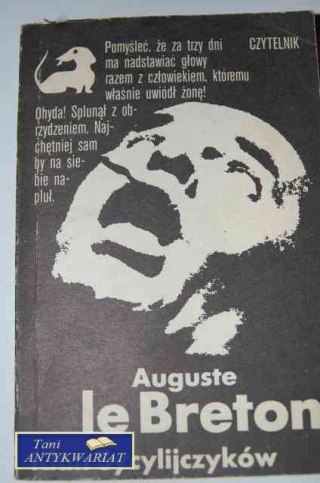 Pomyśleć, że za trzy dni
ma nadstawiać głowy
razem z człowiekiem, któremu
właśnie uwiódł żonę!
Ohyda! Splunął z ob-
rzydzeniem. Naj-
chętniej sam
by na sie-
bie na-
pluł.
CZYTELNIK
Auguste
le Breton
Tani
ANTYKWARIAT
ycylijczyków